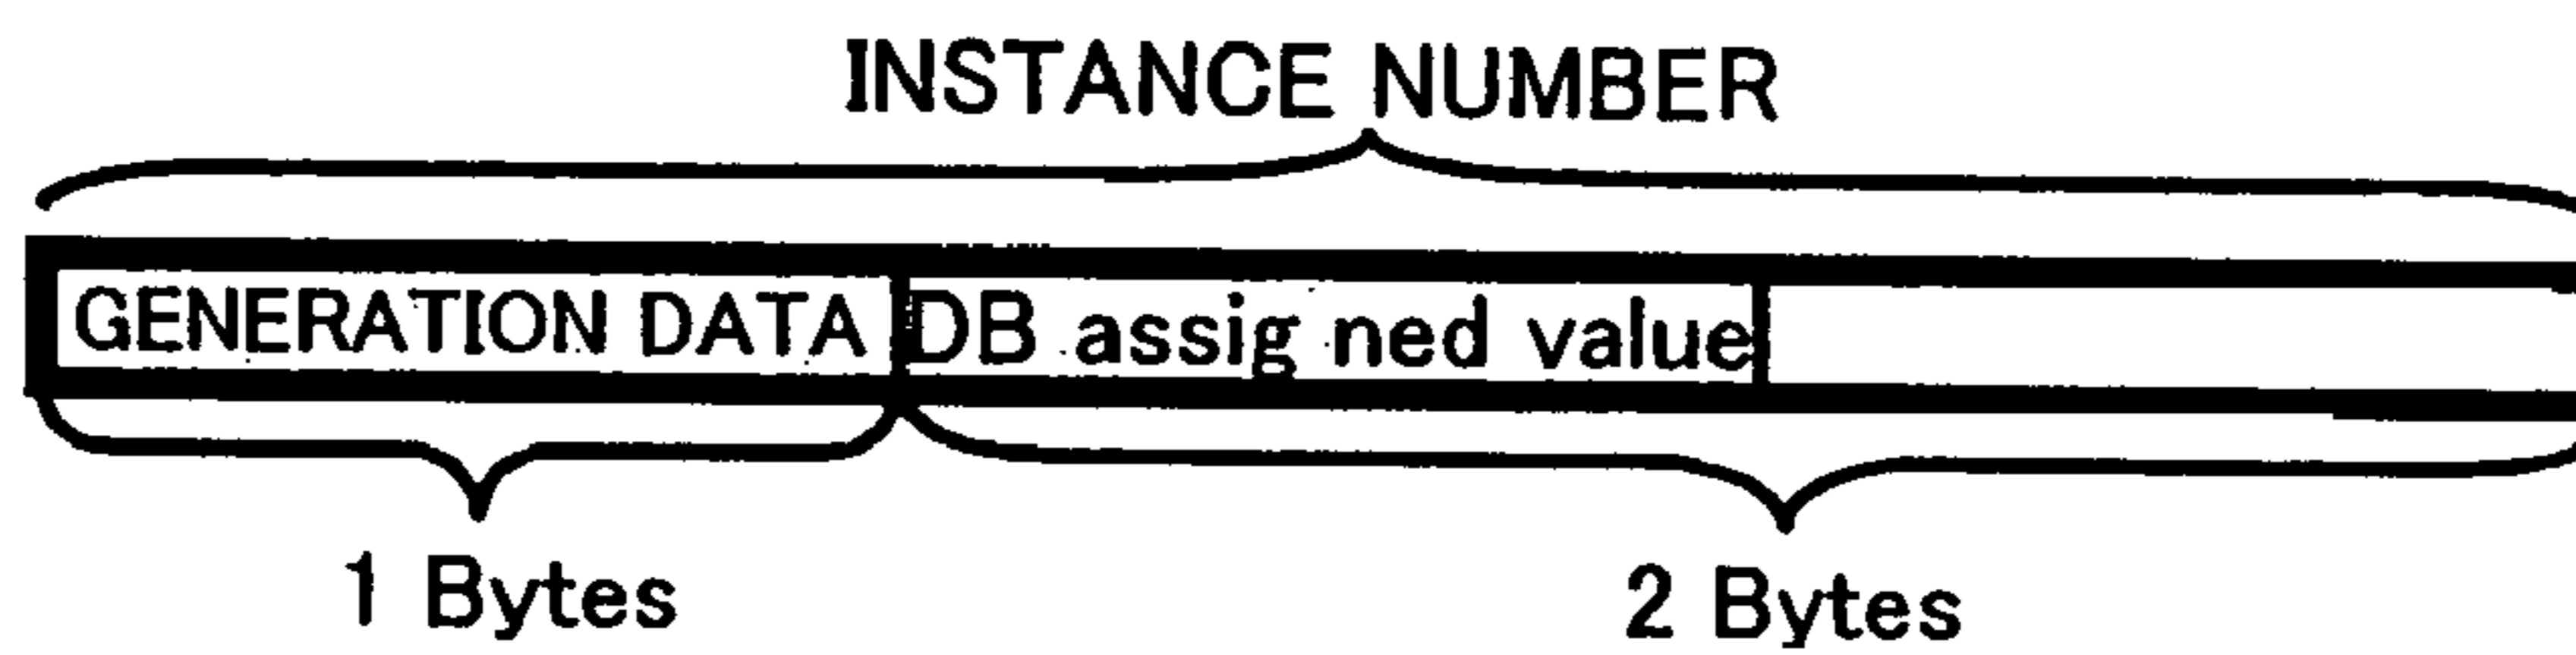 INSTANCE NUMBER
GENERATION DATA DB assig ned value
1 Bytes 2 Bytes